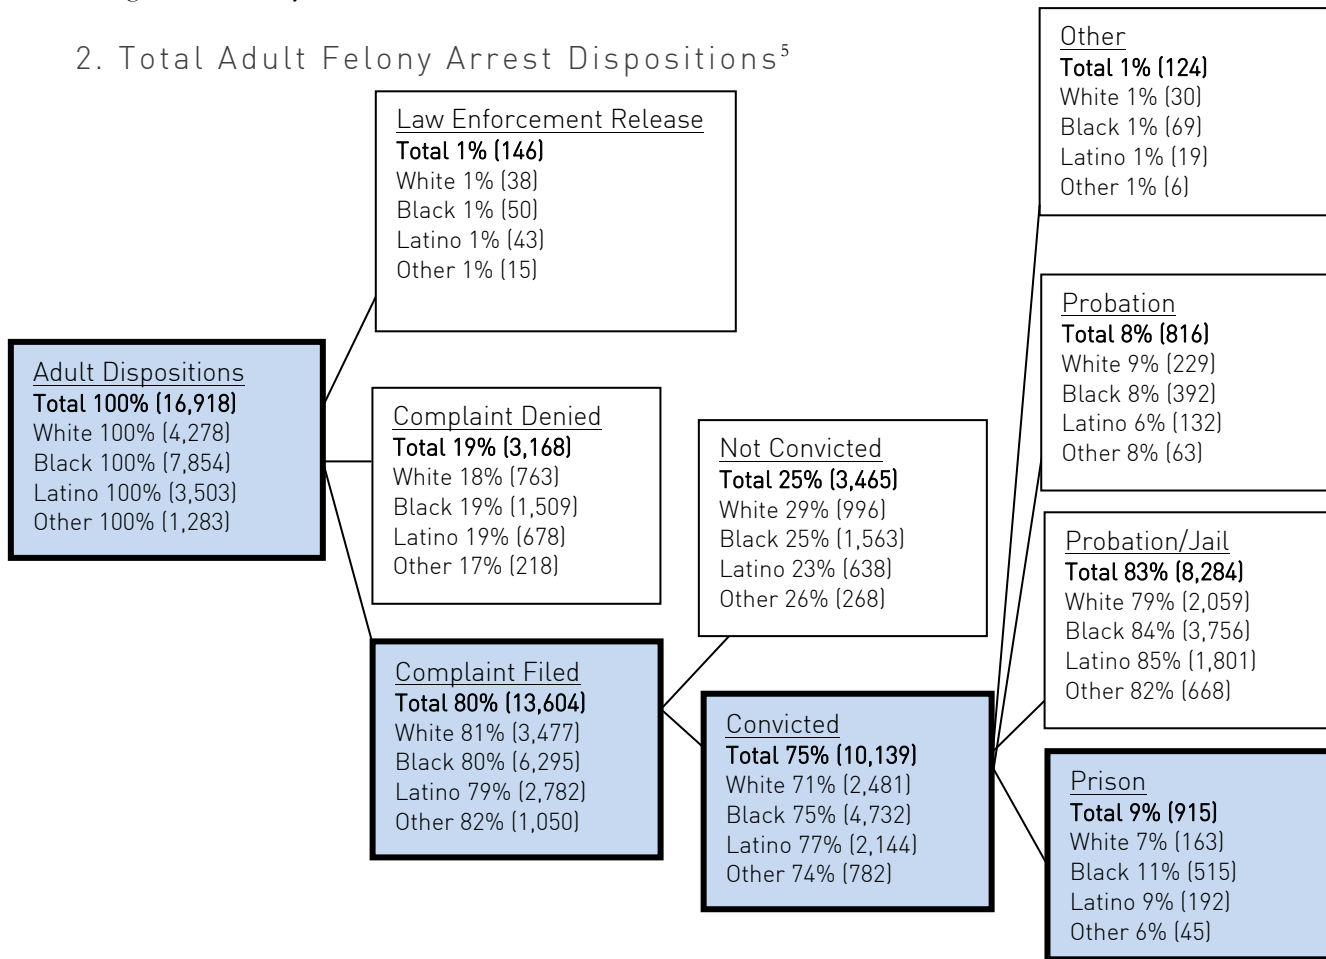 2. Total Adult Felony Arrest Dispositions5
Law Enforcement Release
Total 1% (146)
White 1% (38)
Black 1% (50)
Latino 1% (43)
Other 1% (15)
Adult Dispositions
Total 100% (16,918)
White 100% (4,278)
Black 100% (7,854)
Latino 100% (3,503)
Other 100% (1,283)
Complaint Denied
Total 19% (3,168)
White 18% (763)
Black 19% (1,509)
Latino 19% (678)
Other 17% (218)
Complaint Filed
Total 80% (13,604)
White 81% (3,477)
Black 80% (6,295)
Latino 79% (2,782)
Other 82% (1,050)
Not Convicted
Total 25% (3,465)
White 29% (996)
Black 25% (1,563)
Latino 23% (638)
Other 26% (268)
Convicted
Total 75% (10,139)
White 71% (2,481)
Black 75% (4,732)
Latino 77% (2,144)
Other 74% (782)
Other
Total 1% (124)
White 1% (30)
Black 1% (69)
Latino 1% (19)
Other 1% (6)
Probation
Total 8% (816)
White 9% (229)
Black 8% (392)
Latino 6% (132)
Other 8% (63)
Probation/Jail
Total 83% (8,284)
White 79% (2,059)
Black 84% (3,756)
Latino 85% (1,801)
Other 82% (668)
Prison
Total 9% (915)
White 7% (163)
Black 11% (515)
Latino 9% (192)
Other 6% (45)